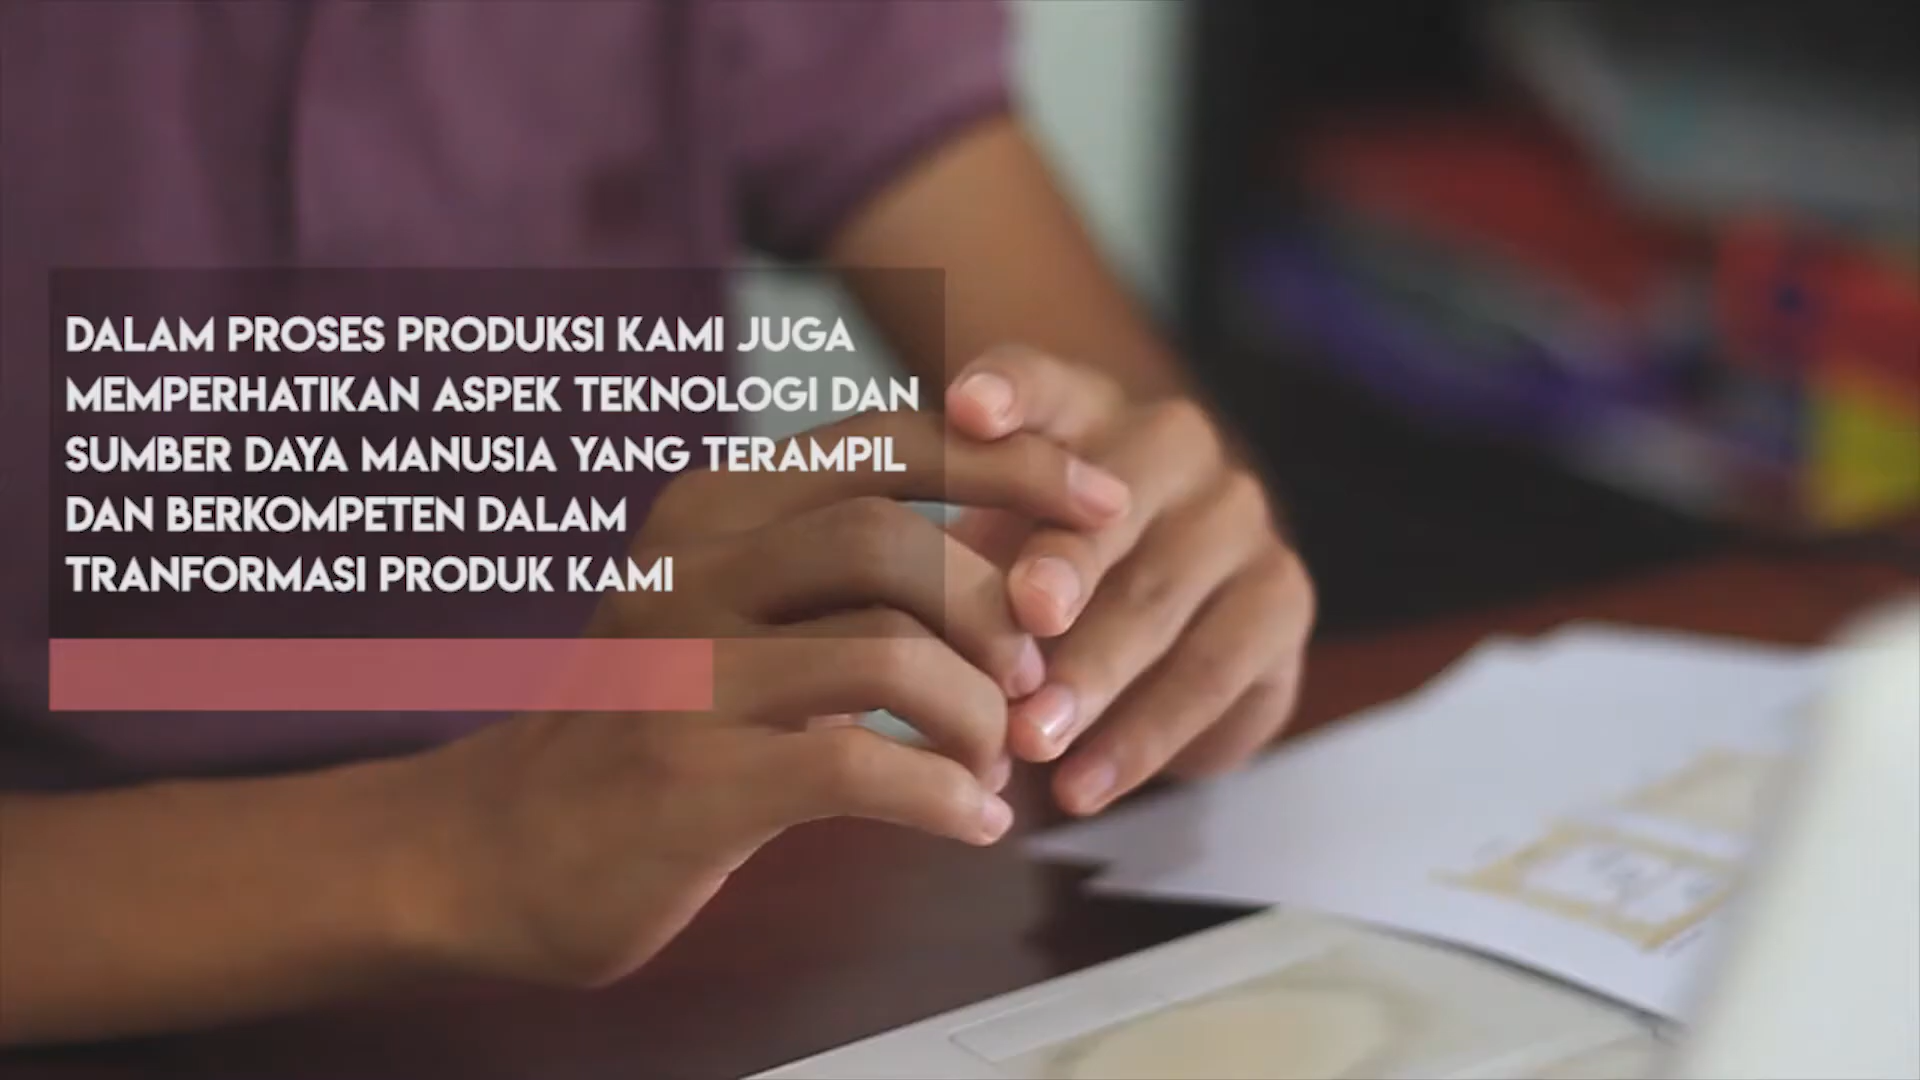 DALAM PROSES PRODUKSI KAMI JUGA
MEMPERHATIKAN ASPEK TEKNOLOGI DAN
SUMBER DAYA MANUSIA YANG TERAMPIL
DAN BERKOMPETEN DALAM
TRANFORMASI PRODUK KAMI